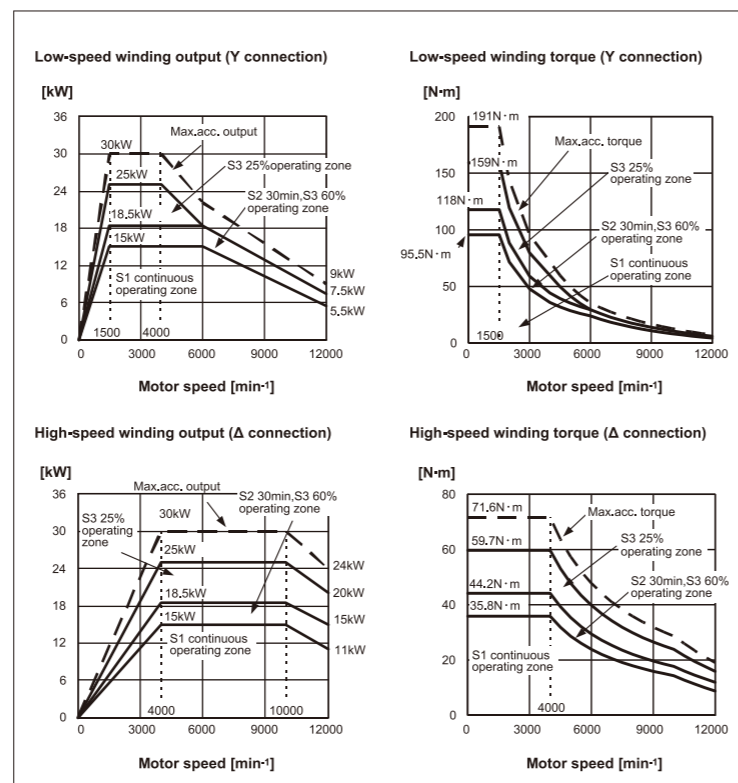 Low-speed winding output (Y connection)
[kW]
36
30
24
18
12
6
0
30kW
Max.acc. output
25kW
S3 25%operating zone
18.5kW
S2 30min,S3 60%
operating zone
15kW
S1 continuous
operating zone
9kW
7.5kW
5.5kW
1500
4000
0
3000
6000
9000
12000
Motor speed [min-1]
Low-speed winding torque (Y connection)
[N·m]
200
150
100
50
0
191N·m
Max.acc. torque
159N·m
S3 25%
operating zone
118N·m
S2 30min,S3 60%
operating zone
95.5N·m
S1 continuous
operating zone
1500
0
3000
6000
9000
12000
Motor speed [min-1]
High-speed winding output (Δ connection)
[kW]
36
30
24
18
12
6
0
Max.acc. output
30kW
S2 30min,S3 60%
operating zone
S3 25%
operating
zone
25kW
18.5kW
15kW
S1 continuous
operating zone
24kW
20kW
15kW
11kW
4000
10000
0
3000
6000
9000
12000
Motor speed [min-1]
High-speed winding torque (Δ connection)
[N·m]
80
60
40
20
0
71.6N·m
Max.acc. torque
59.7N·m
S3 25%
operating zone
44.2N·m
S2 30min,S3 60%
operating zone
35.8N·m
S1 continuous
operating zone
4000
0
3000
6000
9000
12000
Motor speed [min-1]